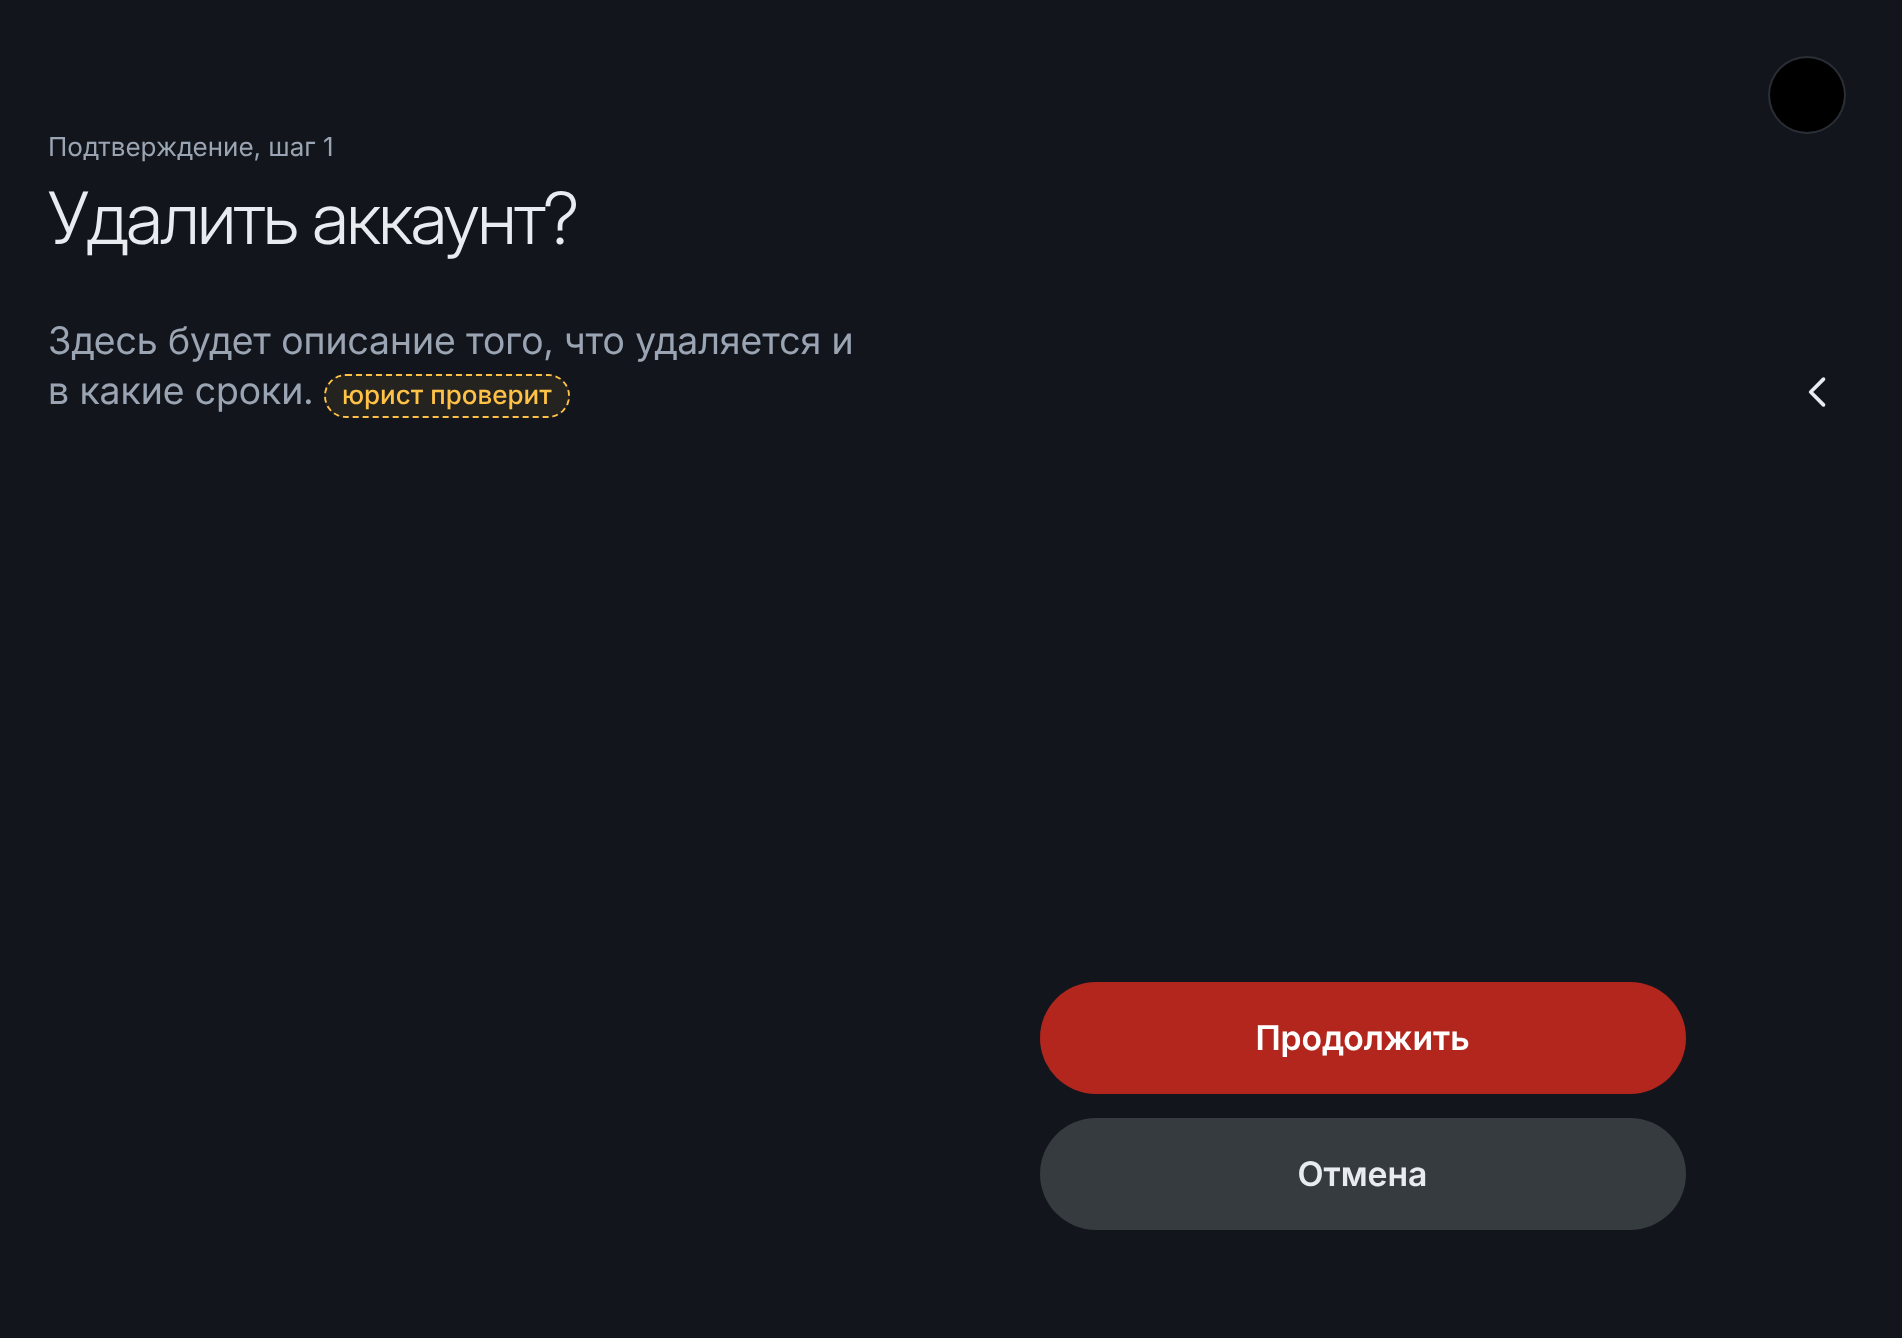 Подтверждение, шаг 1
Удалить аккаунт?
Здесь будет описание того, что удаляется и
в какие сроки. юрист проверит
Продолжить
Отмена